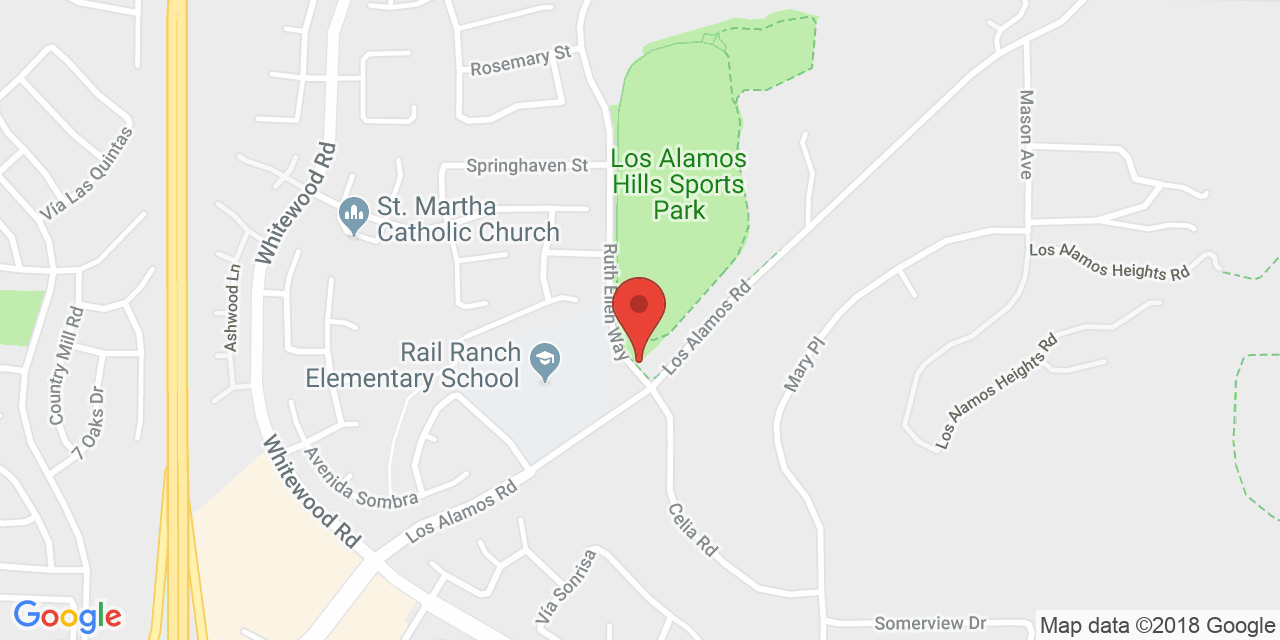 Rosemary St
Mason Ave
Vía Las Quintas
Whitewood Rd
Springhaven St
Los Alamos
Hills Sports
Park
St. Martha
Catholic Church
Ruth Ellen Way
Los Alamos Heights Rd
Ashwood Ln
Country Mill Rd
Los Alamos Rd
Rail Ranch
Elementary School
Mary Pl
Los Alamos Heights Rd
7 Oaks Dr
Whitewood Rd
Avenida Sombra
Los Alamos Rd
Celia Rd
Vía Sonrisa
Google
Somerview Dr
Map data ©2018 Google